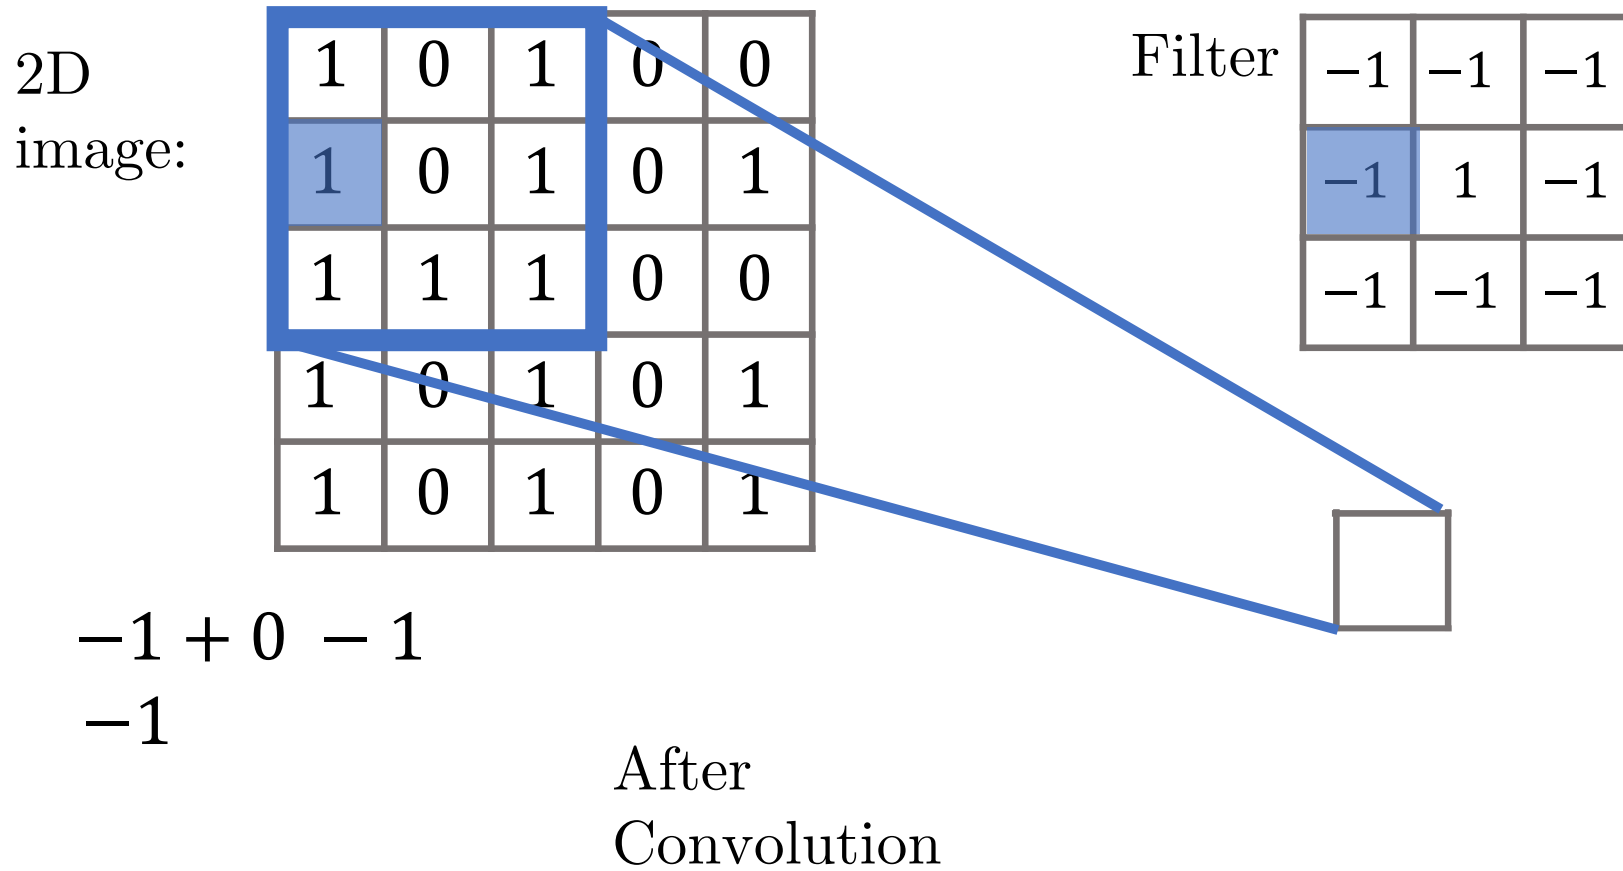 2D
image:
1 0 1 0 0
1 0 1 0 1
1 1 1 0 0
1 0 1 0 1
1 0 1 0 1
Filter
−1 −1 −1
−1 1 −1
−1 −1 −1
−1 + 0 − 1
−1
After
Convolution